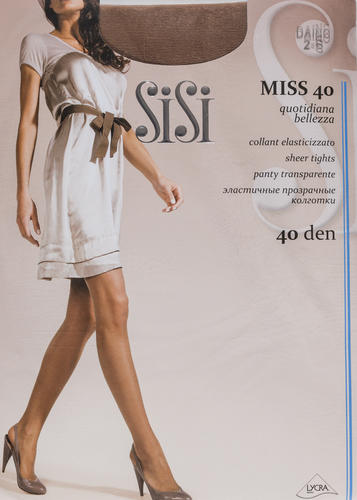 DAINO
2-S
SiSi
MISS 40
quotidiana
bellezza
collant elasticizzato
sheer tights
panty transparente
эластичные прозрачные
колготки
40 den
LYCRA